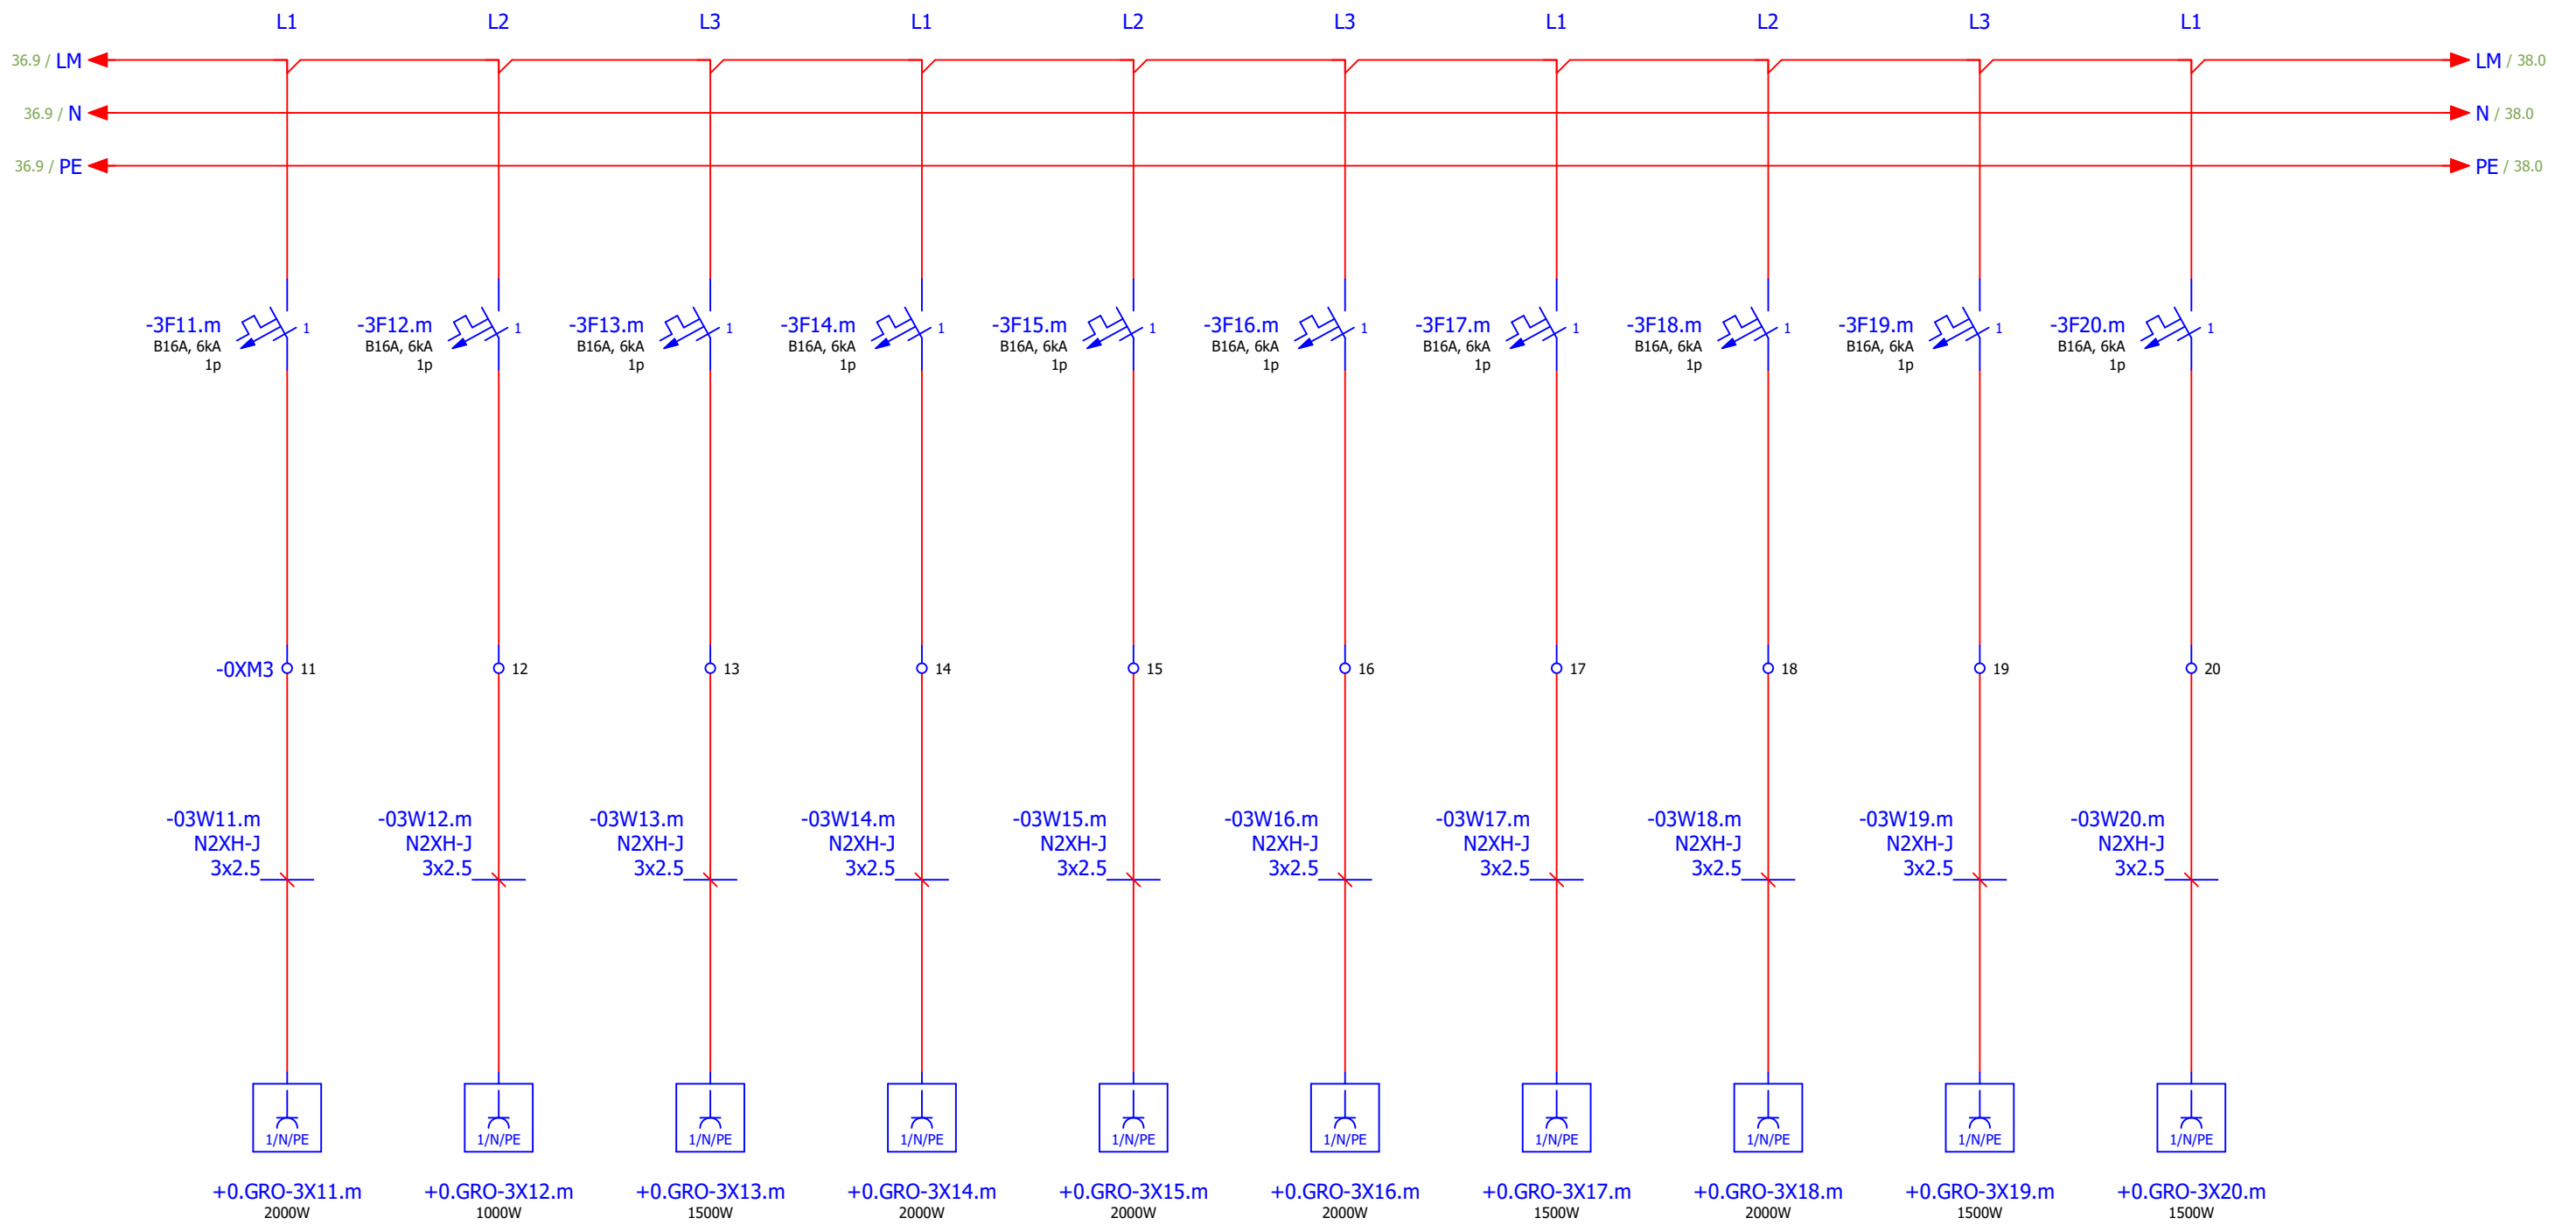 L1 L2 L3 L1 L2 L3 L1 L2 L3 L1
36.9 / LM LM / 38.0
36.9 / N N / 38.0
36.9 / PE PE / 38.0
-3F11.m 1 -3F12.m 1 -3F13.m 1 -3F14.m 1 -3F15.m 1 -3F16.m 1 -3F17.m 1 -3F18.m 1 -3F19.m 1 -3F20.m 1
B16A, 6kA B16A, 6kA B16A, 6kA B16A, 6kA B16A, 6kA B16A, 6kA B16A, 6kA B16A, 6kA B16A, 6kA B16A, 6kA
1p 1p 1p 1p 1p 1p 1p 1p 1p 1p
-0XM3 11 12 13 14 15 16 17 18 19 20
-03W11.m -03W12.m -03W13.m -03W14.m -03W15.m -03W16.m -03W17.m -03W18.m -03W19.m -03W20.m
N2XH-J N2XH-J N2XH-J N2XH-J N2XH-J N2XH-J N2XH-J N2XH-J N2XH-J N2XH-J
3x2.5 3x2.5 3x2.5 3x2.5 3x2.5 3x2.5 3x2.5 3x2.5 3x2.5 3x2.5
1/N/PE 1/N/PE 1/N/PE 1/N/PE 1/N/PE 1/N/PE 1/N/PE 1/N/PE 1/N/PE 1/N/PE
+0.GRO-3X11.m +0.GRO-3X12.m +0.GRO-3X13.m +0.GRO-3X14.m +0.GRO-3X15.m +0.GRO-3X16.m +0.GRO-3X17.m +0.GRO-3X18.m +0.GRO-3X19.m +0.GRO-3X20.m
2000W 1000W 1500W 2000W 2000W 2000W 1500W 2000W 1500W 1500W